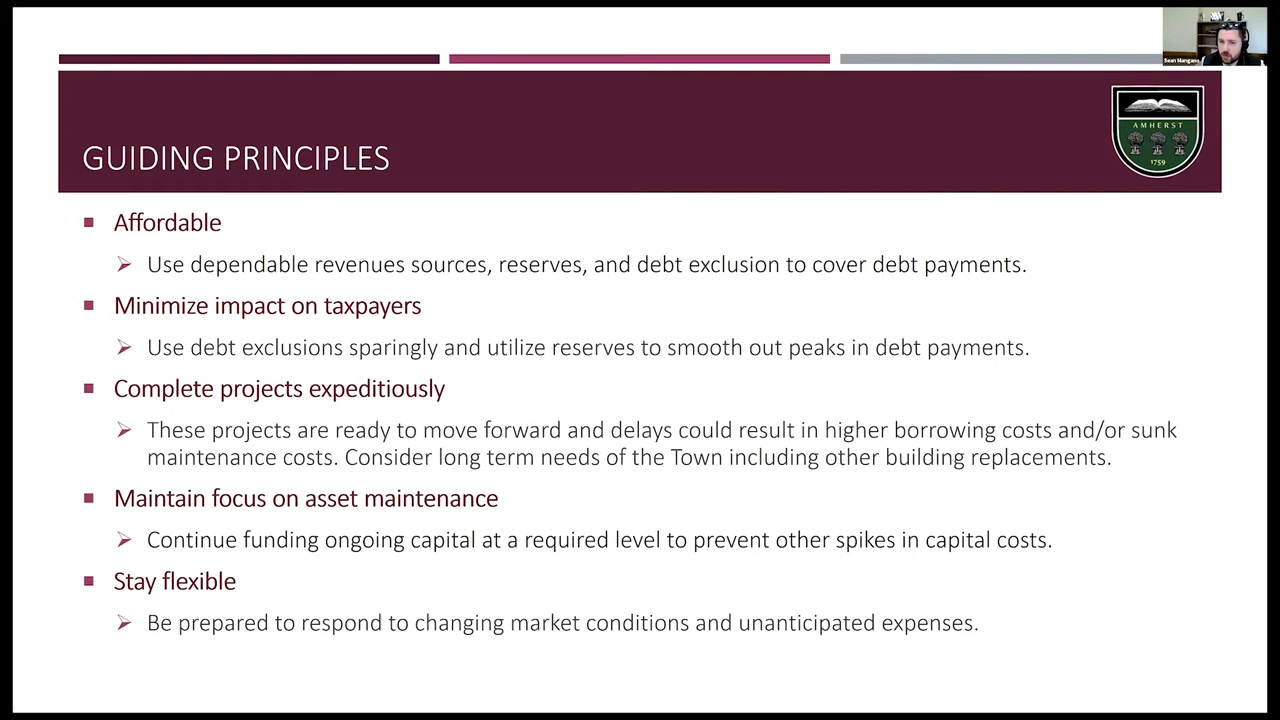 Sean Mangano
AMHERST
1759
GUIDING PRINCIPLES
Affordable
Use dependable revenues sources, reserves, and debt exclusion to cover debt payments.
Minimize impact on taxpayers
Use debt exclusions sparingly and utilize reserves to smooth out peaks in debt payments.
Complete projects expeditiously
These projects are ready to move forward and delays could result in higher borrowing costs and/or sunk
maintenance costs. Consider long term needs of the Town including other building replacements.
Maintain focus on asset maintenance
Continue funding ongoing capital at a required level to prevent other spikes in capital costs.
Stay flexible
Be prepared to respond to changing market conditions and unanticipated expenses.